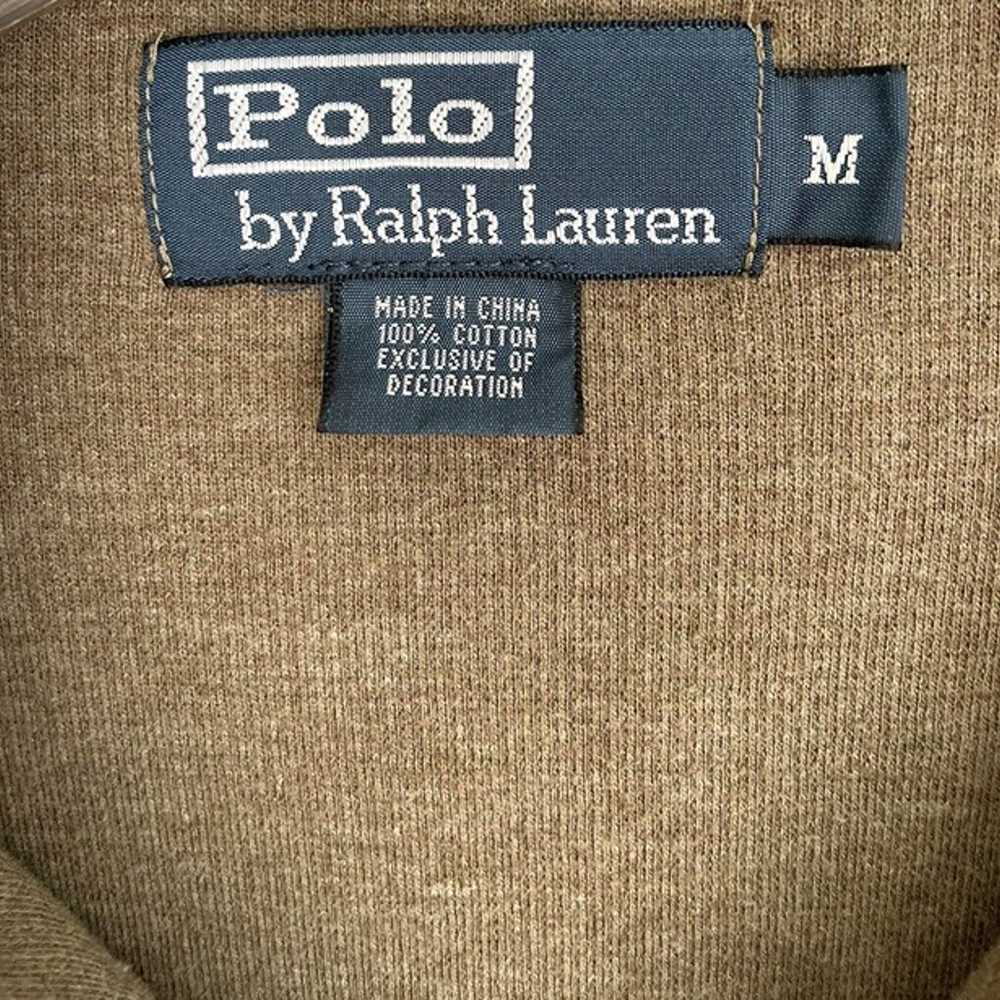 Polo
by Ralph Lauren
M
MADE IN CHINA
100% COTTON
EXCLUSIVE OF
DECORATION